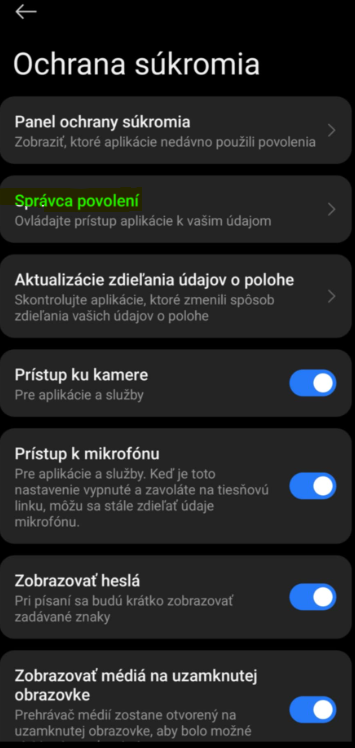 Ochrana súkromia
Panel ochrany súkromia
Zobraziť, ktoré aplikácie nedávno použili povolenia
Správca povolení
Ovládajte prístup aplikácie k vašim údajom
Aktualizácie zdieľania údajov o polohe
Skontrolujte aplikácie, ktoré zmenili spôsob
zdieľania vašich údajov o polohe
Prístup ku kamere
Pre aplikácie a služby
Prístup k mikrofónu
Pre aplikácie a služby. Keď je toto
nastavenie vypnuté a zavoláte na tiesňovú
linku, môžu sa stále zdieľať údaje
mikrofónu.
Zobrazovať heslá
Pri písaní sa budú krátko zobrazovať
zadávané znaky
Zobrazovať médiá na uzamknutej
obrazovke
Prehrávač médií zostane otvorený na
uzamknutej obrazovke, aby bolo možné